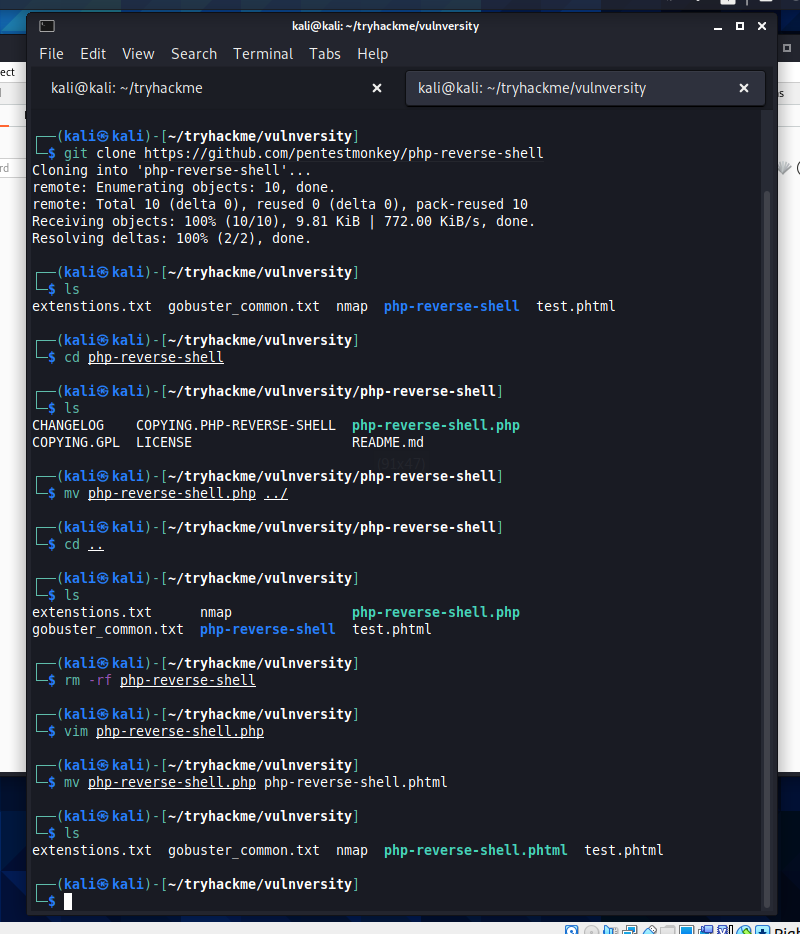 kali@kali: ~/tryhackme/vulnversity
File Edit View Search Terminal Tabs Help
kali@kali: ~/tryhackme kali@kali: ~/tryhackme/vulnversity
┌──(kali㉿kali)-[~/tryhackme/vulnversity]
└─$ git clone https://github.com/pentestmonkey/php-reverse-shell
Cloning into 'php-reverse-shell'...
remote: Enumerating objects: 10, done.
remote: Total 10 (delta 0), reused 0 (delta 0), pack-reused 10
Receiving objects: 100% (10/10), 9.81 KiB | 772.00 KiB/s, done.
Resolving deltas: 100% (2/2), done.
┌──(kali㉿kali)-[~/tryhackme/vulnversity]
└─$ ls
extenstions.txt gobuster_common.txt nmap php-reverse-shell test.phtml
┌──(kali㉿kali)-[~/tryhackme/vulnversity]
└─$ cd php-reverse-shell
┌──(kali㉿kali)-[~/tryhackme/vulnversity/php-reverse-shell]
└─$ ls
CHANGELOG COPYING.PHP-REVERSE-SHELL php-reverse-shell.php
COPYING.GPL LICENSE README.md
┌──(kali㉿kali)-[~/tryhackme/vulnversity/php-reverse-shell]
└─$ mv php-reverse-shell.php ../
┌──(kali㉿kali)-[~/tryhackme/vulnversity/php-reverse-shell]
└─$ cd ..
┌──(kali㉿kali)-[~/tryhackme/vulnversity]
└─$ ls
extenstions.txt nmap php-reverse-shell.php
gobuster_common.txt php-reverse-shell test.phtml
┌──(kali㉿kali)-[~/tryhackme/vulnversity]
└─$ rm -rf php-reverse-shell
┌──(kali㉿kali)-[~/tryhackme/vulnversity]
└─$ vim php-reverse-shell.php
┌──(kali㉿kali)-[~/tryhackme/vulnversity]
└─$ mv php-reverse-shell.php php-reverse-shell.phtml
┌──(kali㉿kali)-[~/tryhackme/vulnversity]
└─$ ls
extenstions.txt gobuster_common.txt nmap php-reverse-shell.phtml test.phtml
┌──(kali㉿kali)-[~/tryhackme/vulnversity]
└─$